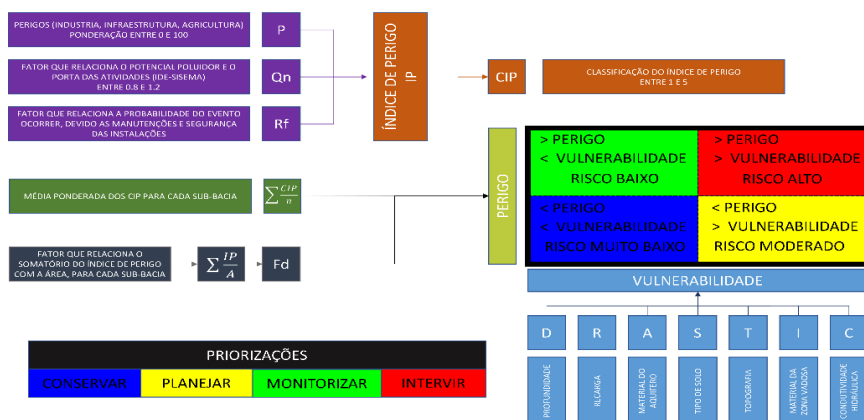 PERIGOS (INDUSTRIA, INFRAESTRUTURA, AGRICULTURA)
PONDERAÇÃO ENTRE 0 E 100
P
FATOR QUE RELACIONA O POTENCIAL POLUIDOR E O
PORTA DAS ATIVIDADES (IDE-SISEMA)
ENTRE 0.8 E 1.2
Qn
FATOR QUE RELACIONA A PROBABILIDADE DO EVENTO
OCORRER, DEVIDO AS MANUTENÇÕES E SEGURANÇA
DAS INSTALAÇÕES
Rf
ÍNDICE DE PERIGO
IP
CIP
CLASSIFICAÇÃO DO ÍNDICE DE PERIGO
ENTRE 1 E 5
MÉDIA PONDERADA DOS CIP PARA CADA SUB-BACIA
∑ CIP/n
FATOR QUE RELACIONA O
SOMATÓRIO DO ÍNDICE DE PERIGO
COM A ÁREA, PARA CADA SUB-BACIA
∑ IP/A
Fd
PERIGO
> PERIGO
< VULNERABILIDADE
RISCO BAIXO
> PERIGO
> VULNERABILIDADE
RISCO ALTO
< PERIGO
< VULNERABILIDADE
RISCO MUITO BAIXO
< PERIGO
> VULNERABILIDADE
RISCO MODERADO
VULNERABILIDADE
D
R
A
S
T
I
C
PROFUNDIDADE
RECARGA
MATERIAL DO
AQUÍFERO
TIPO DE SOLO
TOPOGRAFIA
MATERIAL DA
ZONA VADOSA
CONDUTIVIDADE
HIDRÁULICA
PRIORIZAÇÕES
CONSERVAR
PLANEJAR
MONITORIZAR
INTERVIR